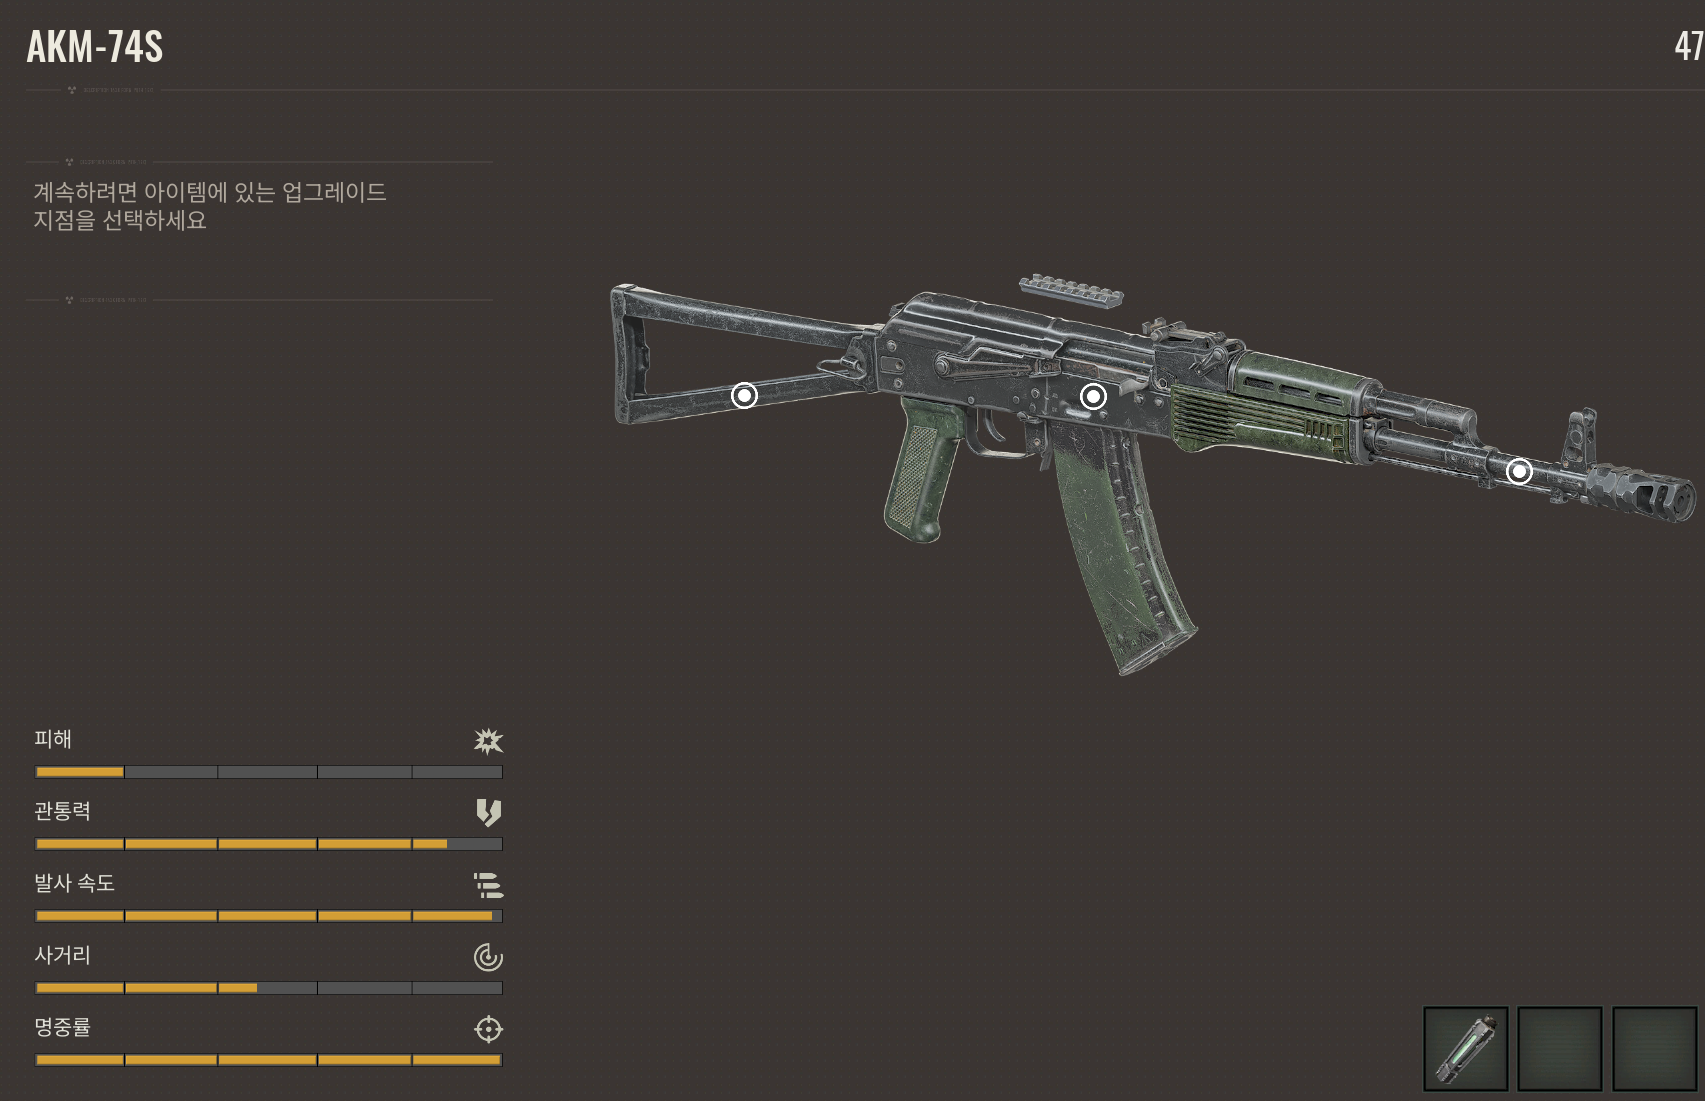 AKM-74S
47
계속하려면 아이템에 있는 업그레이드
지점을 선택하세요
피해
관통력
발사 속도
사거리
명중률